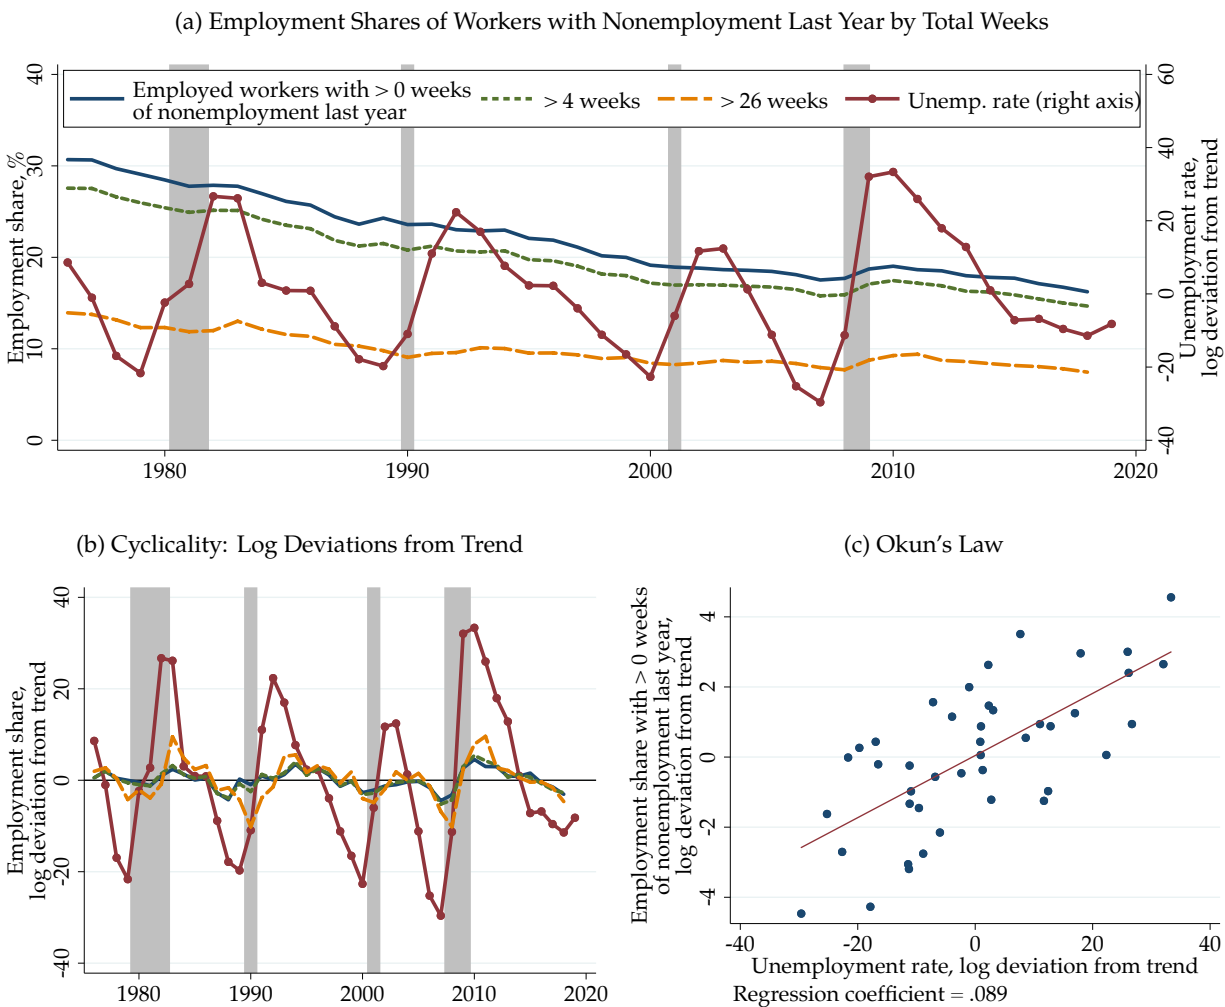 (a) Employment Shares of Workers with Nonemployment Last Year by Total Weeks
Employed workers with > 0 weeks
of nonemployment last year
> 4 weeks
> 26 weeks
Unemp. rate (right axis)
Employment share, %
0
10
20
30
40
Unemployment rate,
log deviation from trend
-40
-20
0
20
40
60
1980
1990
2000
2010
2020
(b) Cyclicality: Log Deviations from Trend
Employment share,
log deviation from trend
-40
-20
0
20
40
1980
1990
2000
2010
2020
(c) Okun's Law
Employment share with > 0 weeks
of nonemployment last year,
log deviation from trend
-4
-2
0
2
4
-40
-20
0
20
40
Unemployment rate, log deviation from trend
Regression coefficient = .089